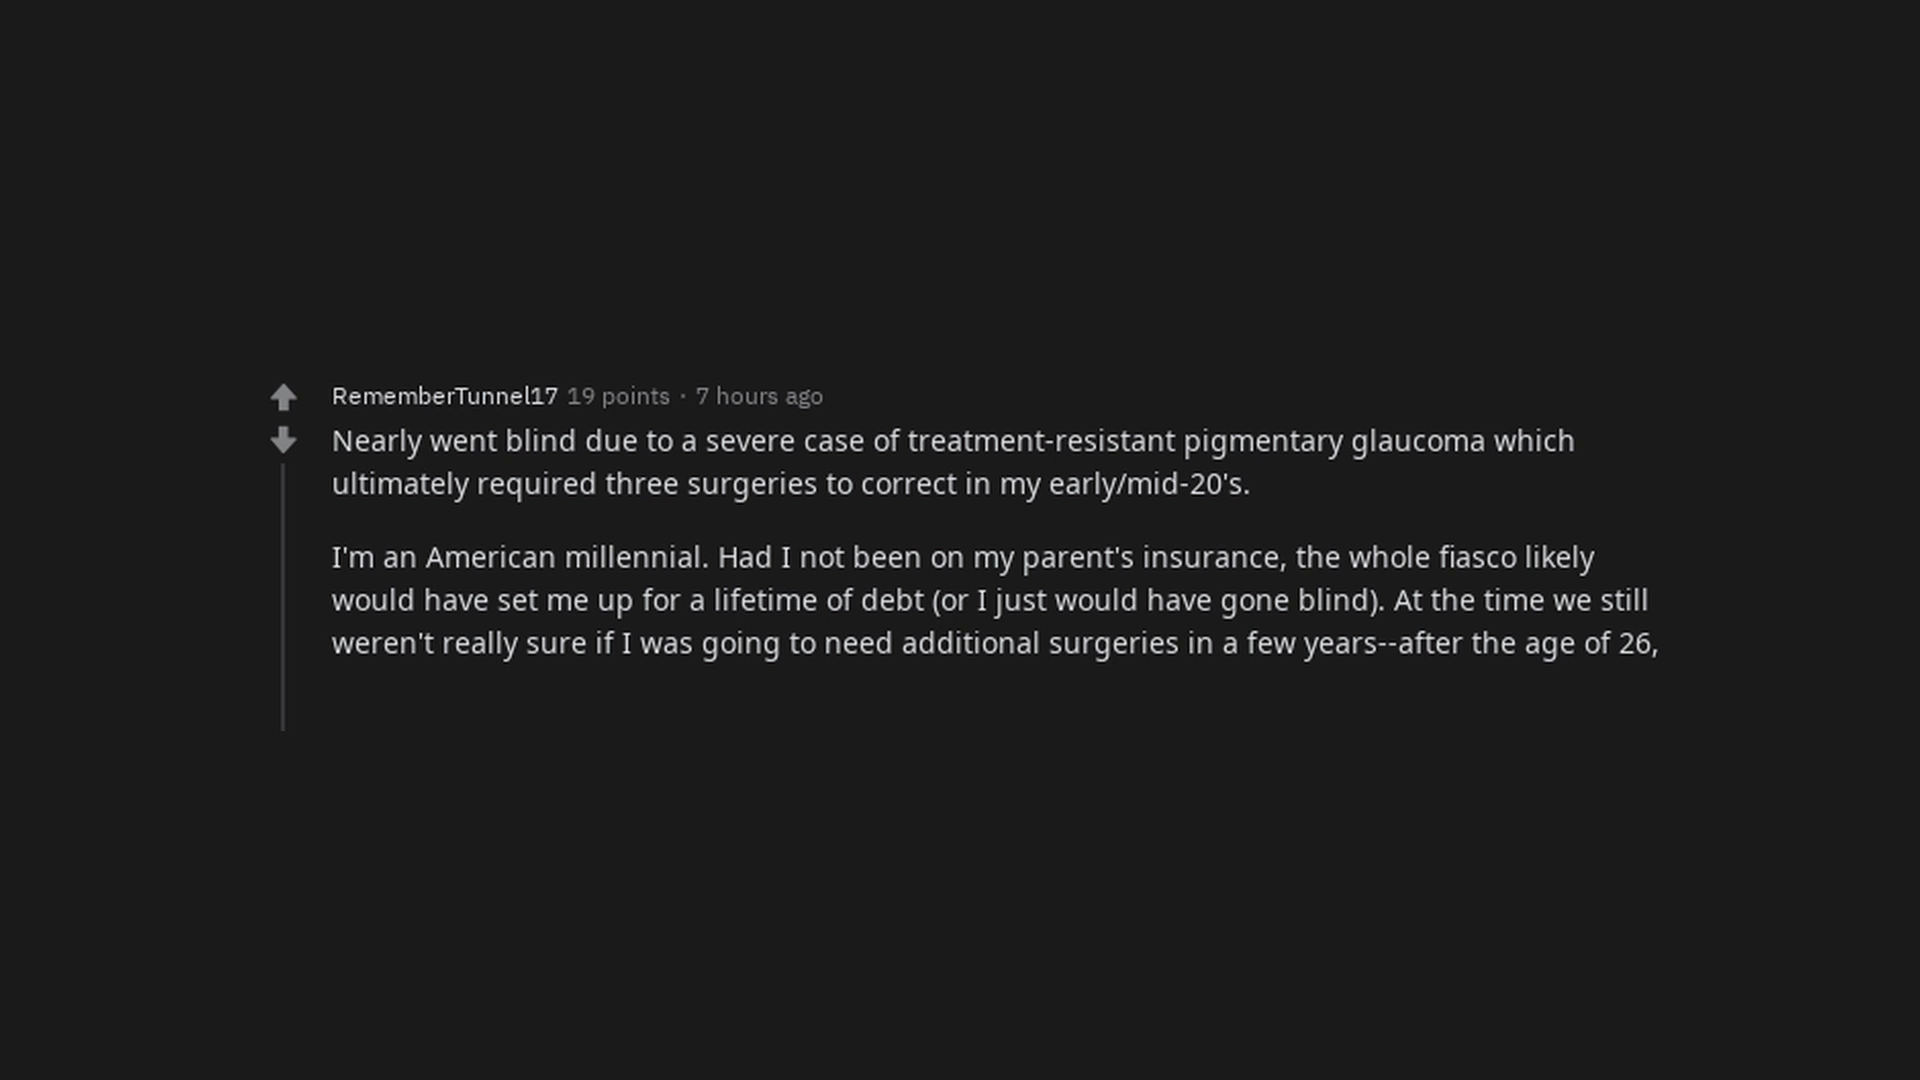 RememberTunnel17 19 points · 7 hours ago
Nearly went blind due to a severe case of treatment-resistant pigmentary glaucoma which
ultimately required three surgeries to correct in my early/mid-20's.
I'm an American millennial. Had I not been on my parent's insurance, the whole fiasco likely
would have set me up for a lifetime of debt (or I just would have gone blind). At the time we still
weren't really sure if I was going to need additional surgeries in a few years--after the age of 26,